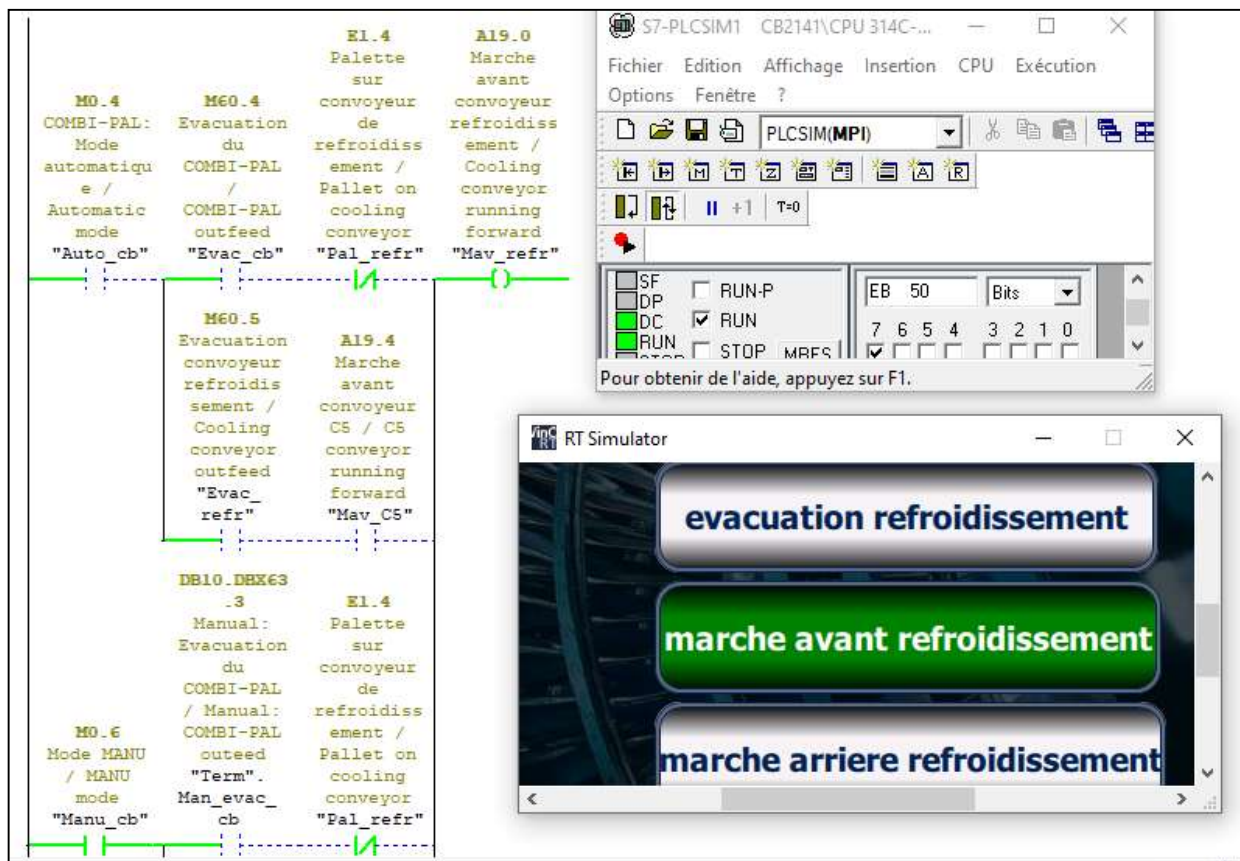 E1.4
Palette
sur
convoyeur
de
refroidiss
ement /
Pallet on
cooling
conveyor
"Pal_refr"
A19.0
Marche
avant
convoyeur
refroidiss
ement /
Cooling
conveyor
running
forward
"Mav_refr"
M0.4
COMBI-PAL:
Mode
automatiqu
e /
Automatic
mode
"Auto_cb"
M60.4
Evacuation
du
COMBI-PAL
/
COMBI-PAL
outfeed
"Evac_cb"
M60.5
Evacuation
convoyeur
refroidis
sement /
Cooling
conveyor
outfeed
"Evac_
refr"
A19.4
Marche
avant
convoyeur
C5 / C5
conveyor
running
forward
"Mav_C5"
M0.6
Mode MANU
/ MANU
mode
"Manu_cb"
DB10.DBX63
.3
Manual:
Evacuation
du
COMBI-PAL
/ Manual:
COMBI-PAL
outeed
"Term".
Man_evac_
cb
E1.4
Palette
sur
convoyeur
de
refroidiss
ement /
Pallet on
cooling
conveyor
"Pal_refr"
S7-PLCSIM1 CB2141\CPU 314C-...
Fichier Edition Affichage Insertion CPU Exécution
Options Fenêtre ?
PLCSIM(MPI)
E A M T Z A R
+1 T=0
SF
DP
DC
RUN
RUN-P
RUN
STOP MRES
EB 50 Bits
7 6 5 4 3 2 1 0
Pour obtenir de l'aide, appuyez sur F1.
RT Simulator
evacuation refroidissement
marche avant refroidissement
marche arriere refroidissement